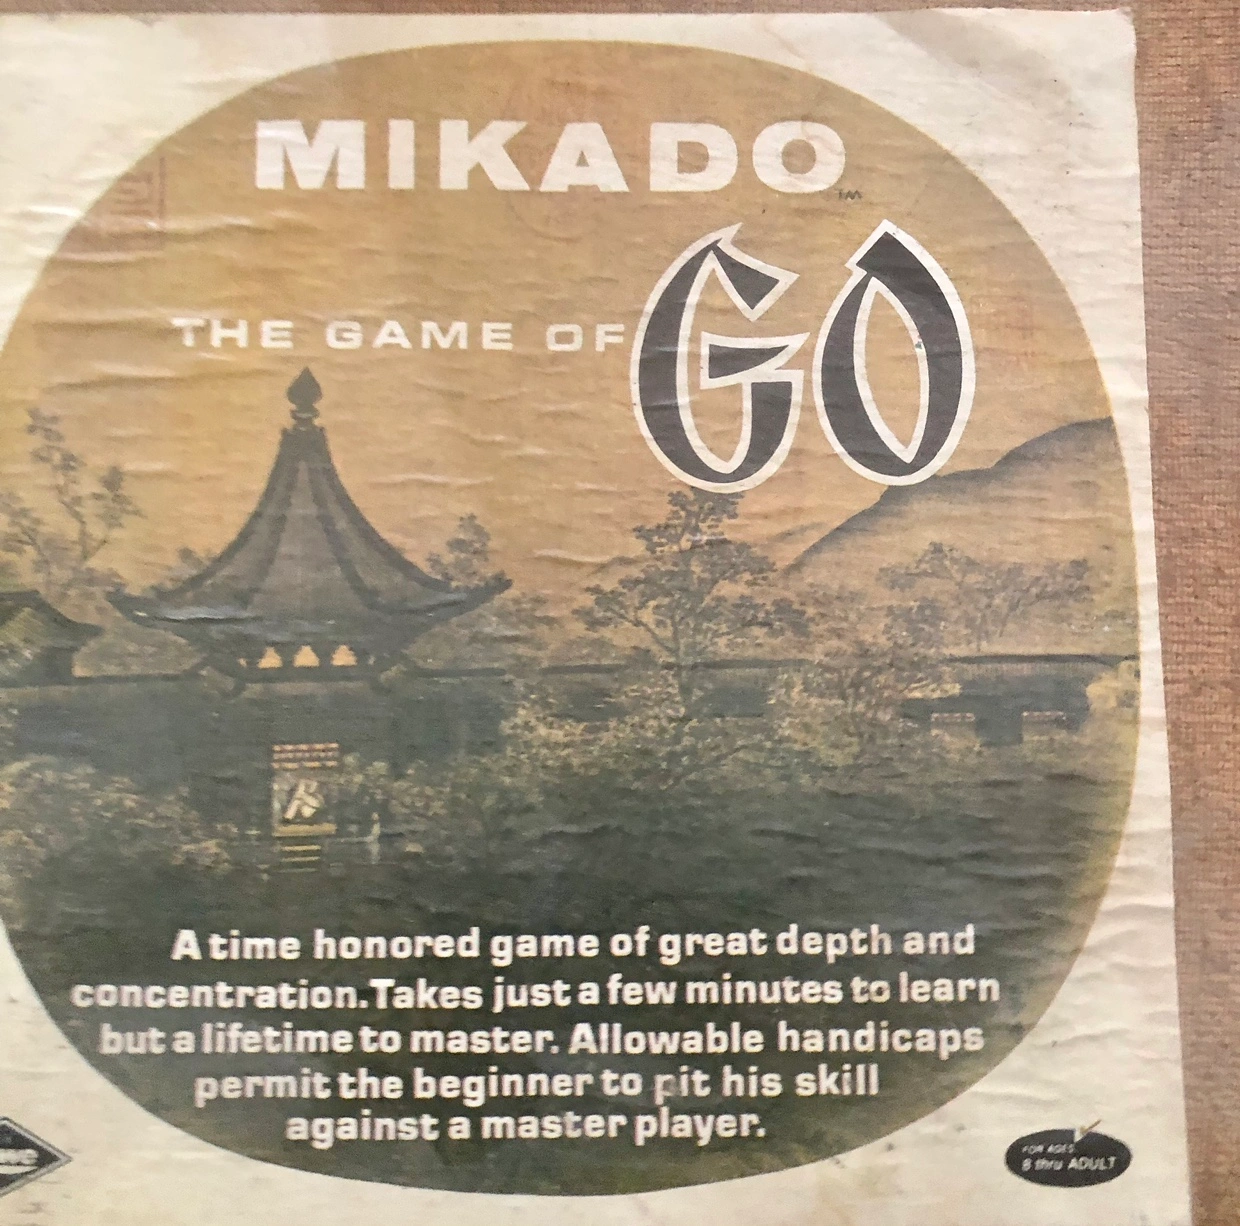 MIKADO
TM
THE GAME OF GO
A time honored game of great depth and
concentration. Takes just a few minutes to learn
but a lifetime to master. Allowable handicaps
permit the beginner to pit his skill
against a master player.
FOR AGES
8 thru ADULT